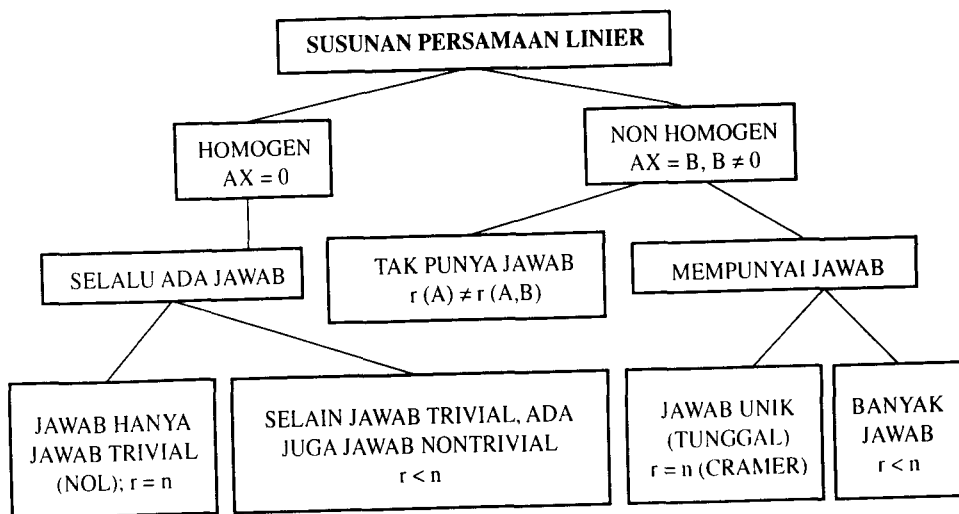 SUSUNAN PERSAMAAN LINIER
HOMOGEN
AX = 0
NON HOMOGEN
AX = B, B ≠ 0
SELALU ADA JAWAB
TAK PUNYA JAWAB
r (A) ≠ r (A,B)
MEMPUNYAI JAWAB
JAWAB HANYA
JAWAB TRIVIAL
(NOL); r = n
SELAIN JAWAB TRIVIAL, ADA
JUGA JAWAB NONTRIVIAL
r < n
JAWAB UNIK
(TUNGGAL)
r = n (CRAMER)
BANYAK
JAWAB
r < n